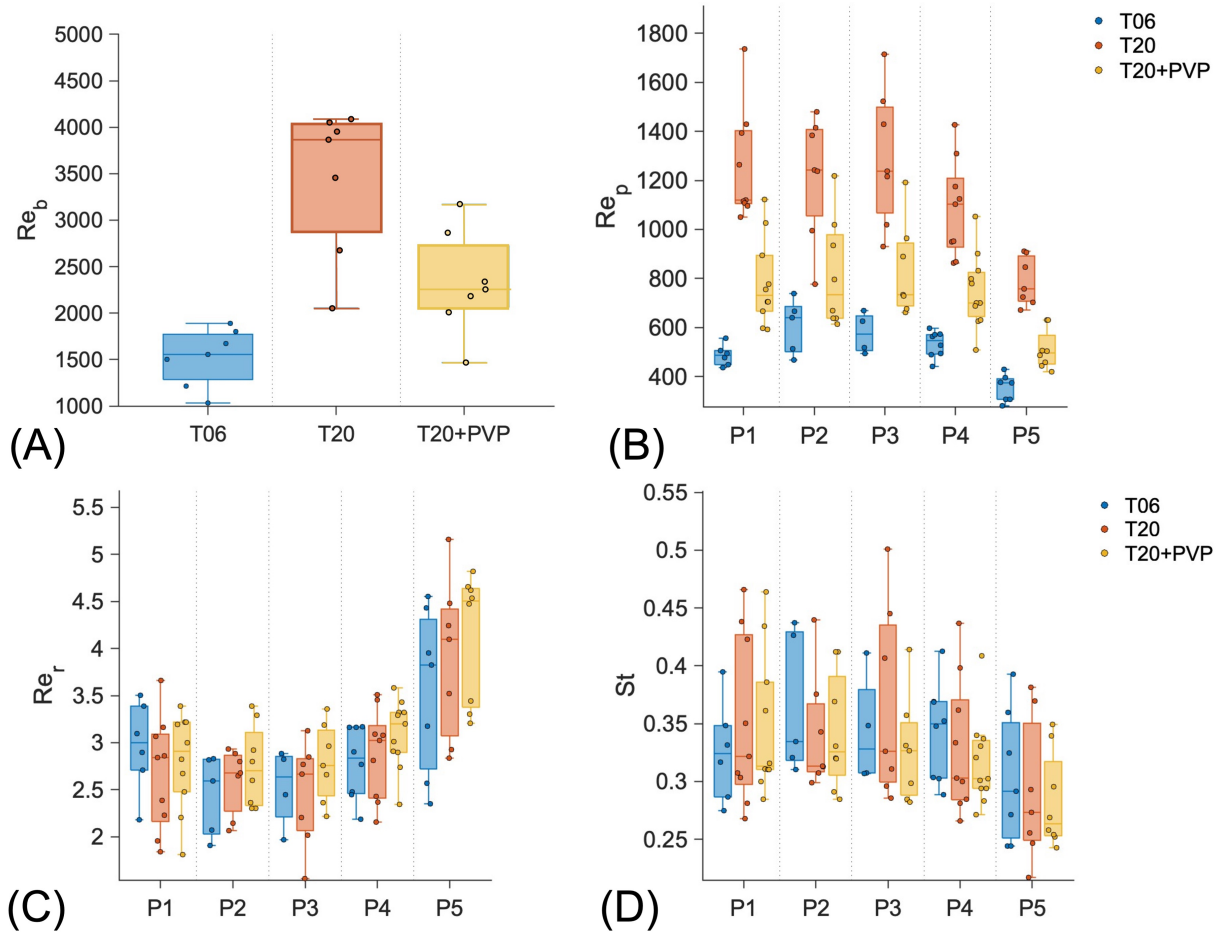 5000
4500
4000
3500
3000
2500
2000
1500
1000
Re_b
T06
T20
T20+PVP
(A)
1800
1600
1400
1200
1000
800
600
400
Re_p
P1
P2
P3
P4
P5
T06
T20
T20+PVP
(B)
5.5
5
4.5
4
3.5
3
2.5
2
Re_r
P1
P2
P3
P4
P5
(C)
0.55
0.5
0.45
0.4
0.35
0.3
0.25
St
P1
P2
P3
P4
P5
T06
T20
T20+PVP
(D)